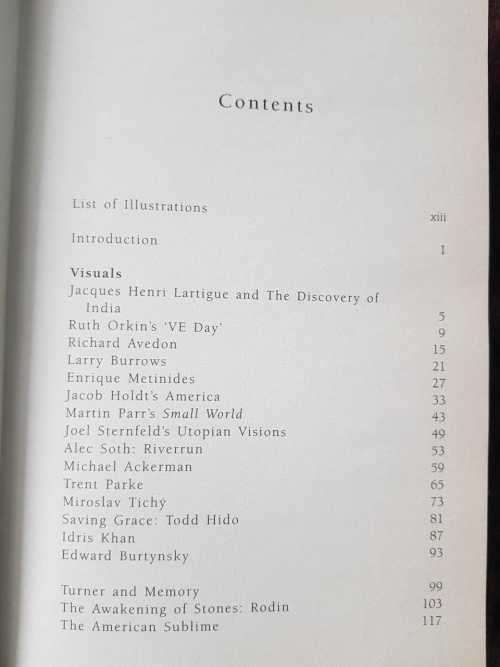 Contents
List of Illustrations xiii
Introduction 1
Visuals
Jacques Henri Lartigue and The Discovery of
India 5
Ruth Orkin's 'VE Day' 9
Richard Avedon 15
Larry Burrows 21
Enrique Metinides 27
Jacob Holdt's America 33
Martin Parr's Small World 43
Joel Sternfeld's Utopian Visions 49
Alec Soth: Riverrun 53
Michael Ackerman 59
Trent Parke 65
Miroslav Tichý 73
Saving Grace: Todd Hido 81
Idris Khan 87
Edward Burtynsky 93
Turner and Memory 99
The Awakening of Stones: Rodin 103
The American Sublime 117